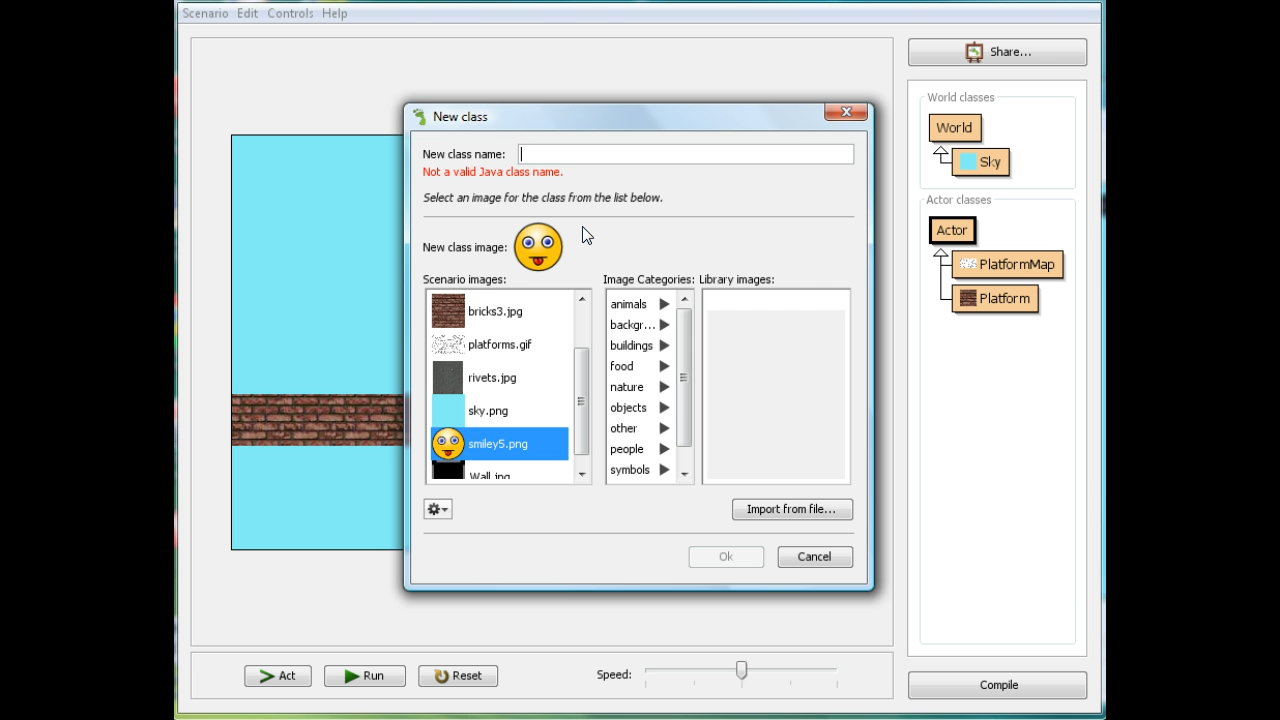 Scenario Edit Controls Help
Share...
World classes
World
Sky
Actor classes
Actor
PlatformMap
Platform
New class
New class name:
Not a valid Java class name.
Select an image for the class from the list below.
New class image:
Scenario images:
Image Categories:
Library images:
bricks3.jpg
platforms.gif
rivets.jpg
sky.png
smiley5.png
Wall.jpg
animals
backgr...
buildings
food
nature
objects
other
people
symbols
Import from file...
Ok
Cancel
Act
Run
Reset
Speed:
Compile